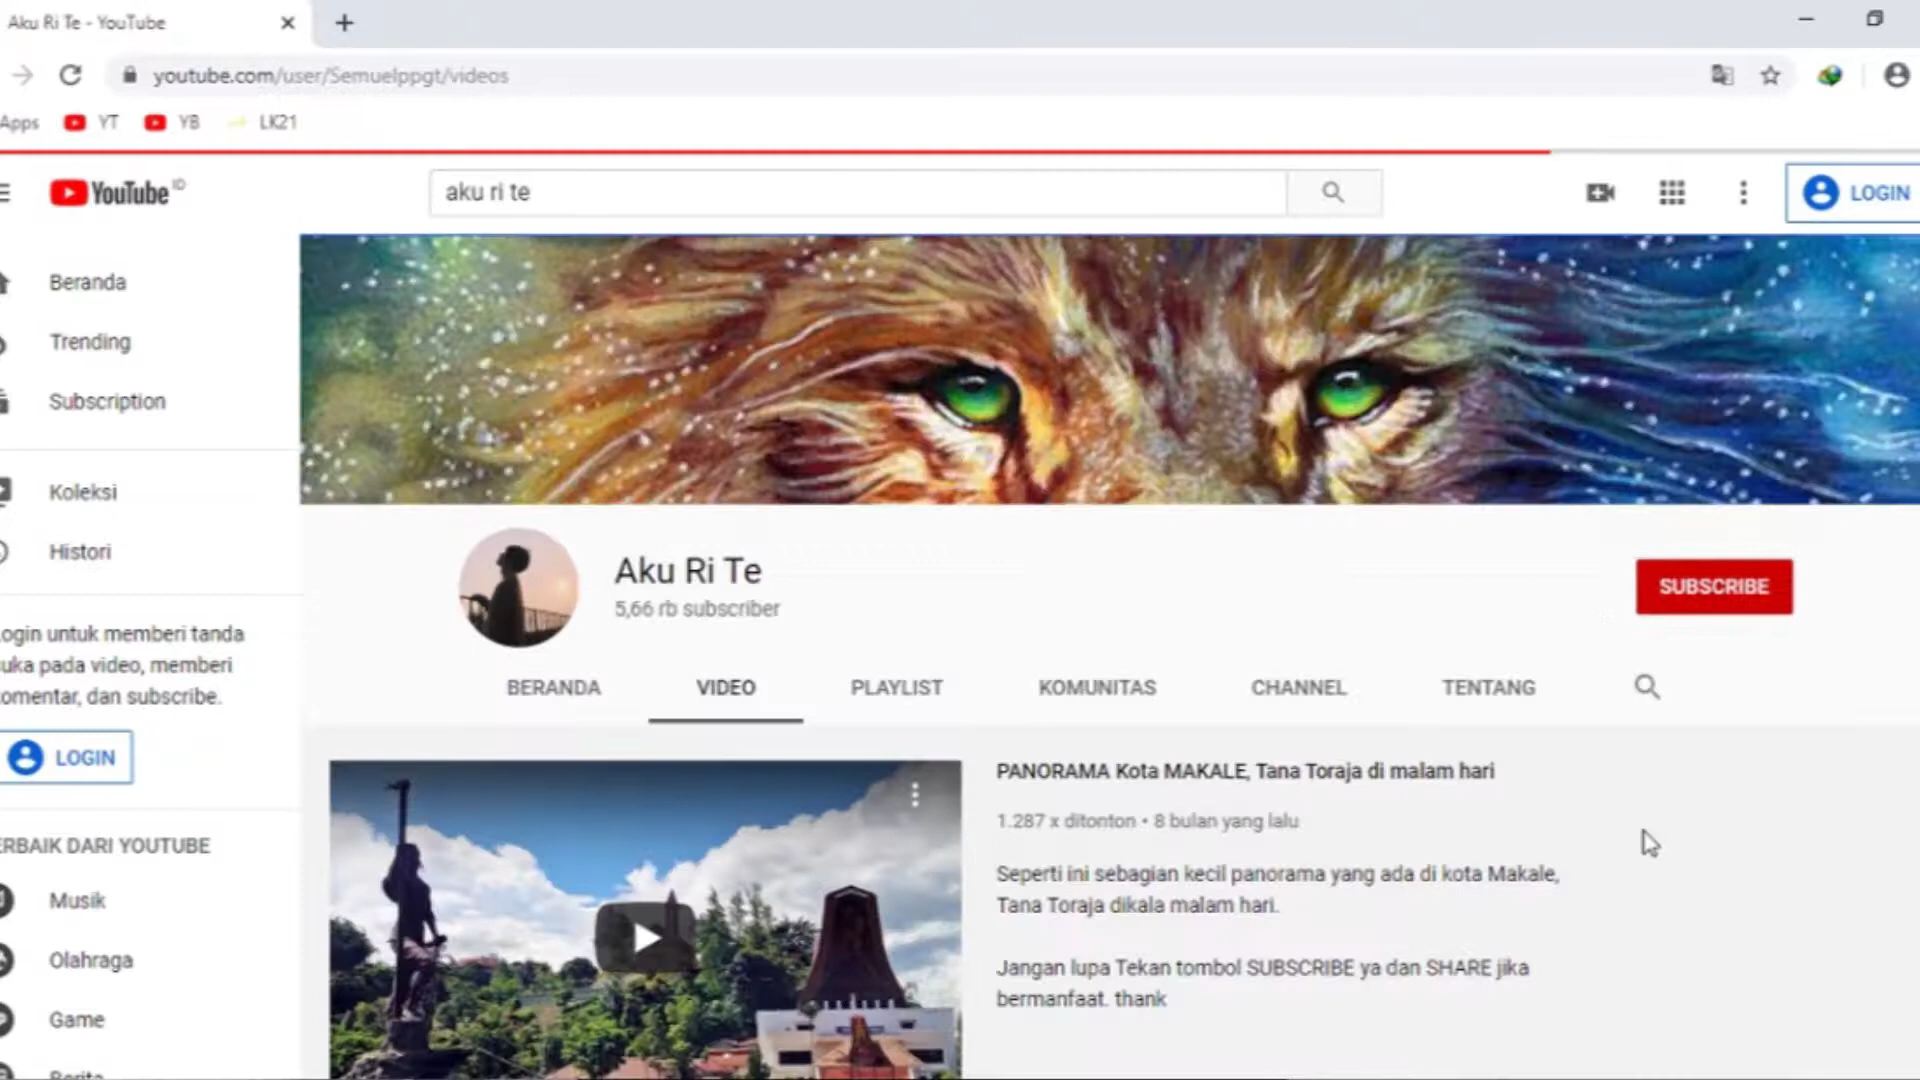 Aku Ri Te - YouTube
youtube.com/user/Semuelppgt/videos
Apps YT YB LK21
YouTube ID
aku ri te
LOGIN
Beranda
Trending
Subscription
Koleksi
Histori
ogin untuk memberi tanda
uka pada video, memberi
omentar, dan subscribe.
LOGIN
ERBAIK DARI YOUTUBE
Musik
Olahraga
Game
Berita
Aku Ri Te
5,66 rb subscriber
SUBSCRIBE
BERANDA VIDEO PLAYLIST KOMUNITAS CHANNEL TENTANG
PANORAMA Kota MAKALE, Tana Toraja di malam hari
1.287 x ditonton • 8 bulan yang lalu
Seperti ini sebagian kecil panorama yang ada di kota Makale,
Tana Toraja dikala malam hari.
Jangan lupa Tekan tombol SUBSCRIBE ya dan SHARE jika
bermanfaat. thank